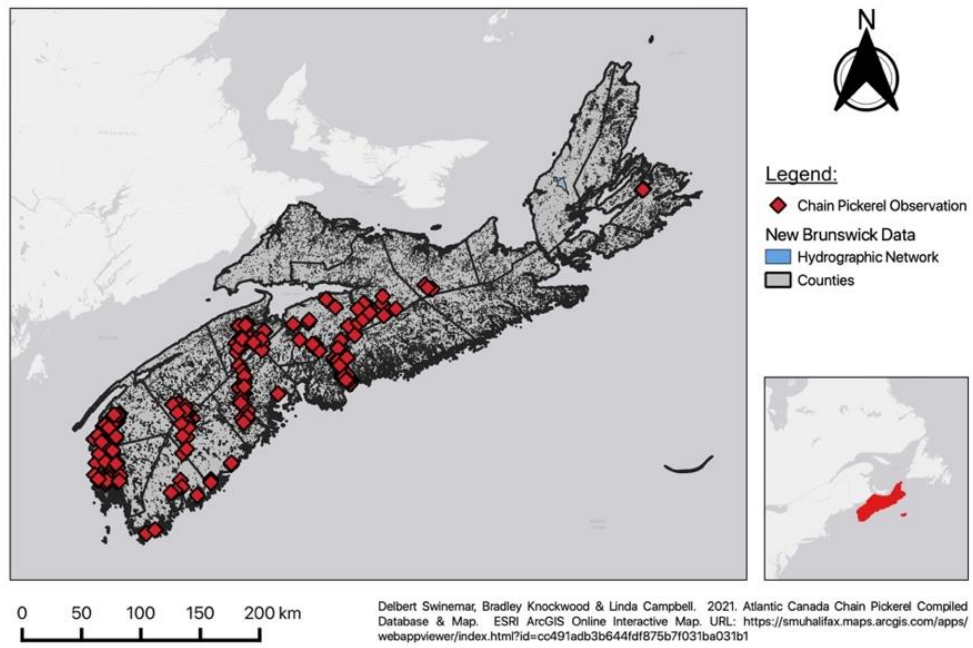 N
Legend:
Chain Pickerel Observation
New Brunswick Data
Hydrographic Network
Counties
0 50 100 150 200 km
Delbert Swinemar, Bradley Knockwood & Linda Campbell. 2021. Atlantic Canada Chain Pickerel Compiled
Database & Map. ESRI ArcGIS Online Interactive Map. URL: https://smuhalifax.maps.arcgis.com/apps/
webappviewer/index.html?id=cc491adb3b644fdf875b7f031ba031b1